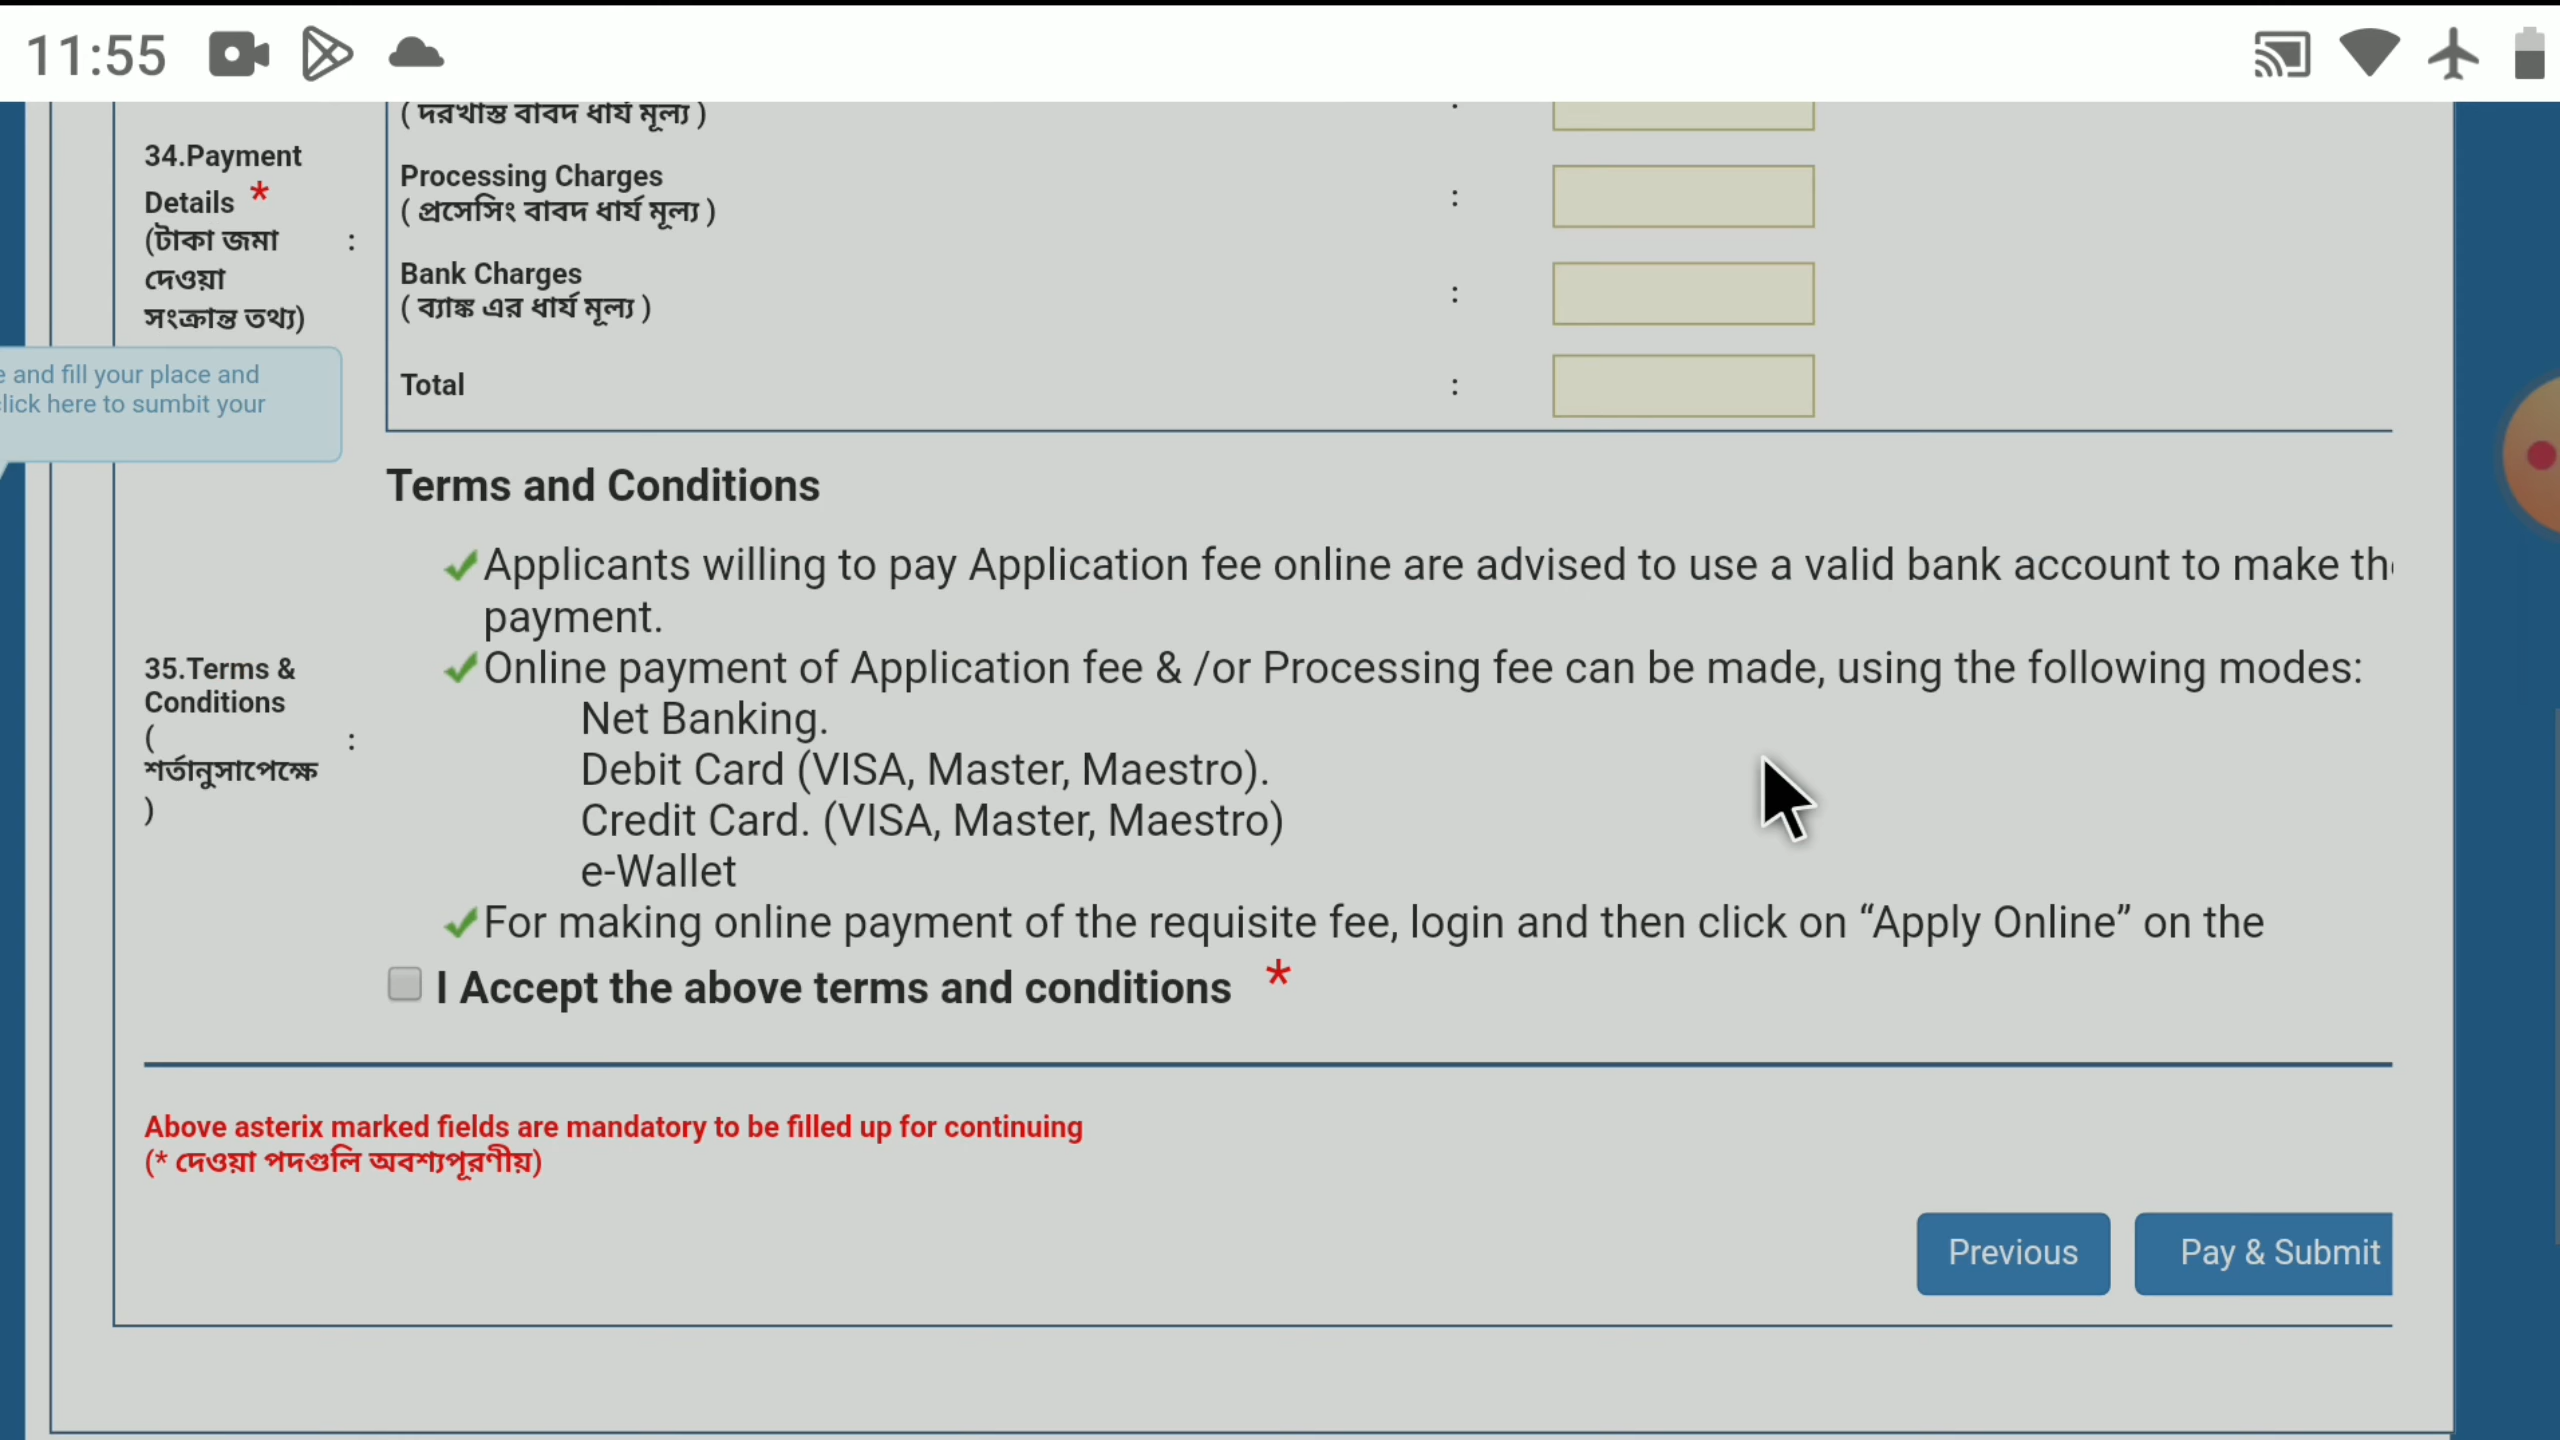 11:55
( দরখাস্ত বাবদ ধার্য মূল্য )
:
34.Payment
Details *
(টাকা জমা
দেওয়া
সংক্রান্ত তথ্য)
:
Processing Charges
( প্রসেসিং বাবদ ধার্য মূল্য )
:
Bank Charges
( ব্যাঙ্ক এর ধার্য মূল্য )
:
Total :
e and fill your place and
lick here to sumbit your
Terms and Conditions
Applicants willing to pay Application fee online are advised to use a valid bank account to make the
payment.
Online payment of Application fee & /or Processing fee can be made, using the following modes:
Net Banking.
Debit Card (VISA, Master, Maestro).
Credit Card. (VISA, Master, Maestro)
e-Wallet
For making online payment of the requisite fee, login and then click on “Apply Online” on the
35.Terms &
Conditions
(
শর্তানুসাপেক্ষে
)
:
I Accept the above terms and conditions *
Above asterix marked fields are mandatory to be filled up for continuing
(* দেওয়া পদগুলি অবশ্যপূরণীয়)
Previous
Pay & Submit